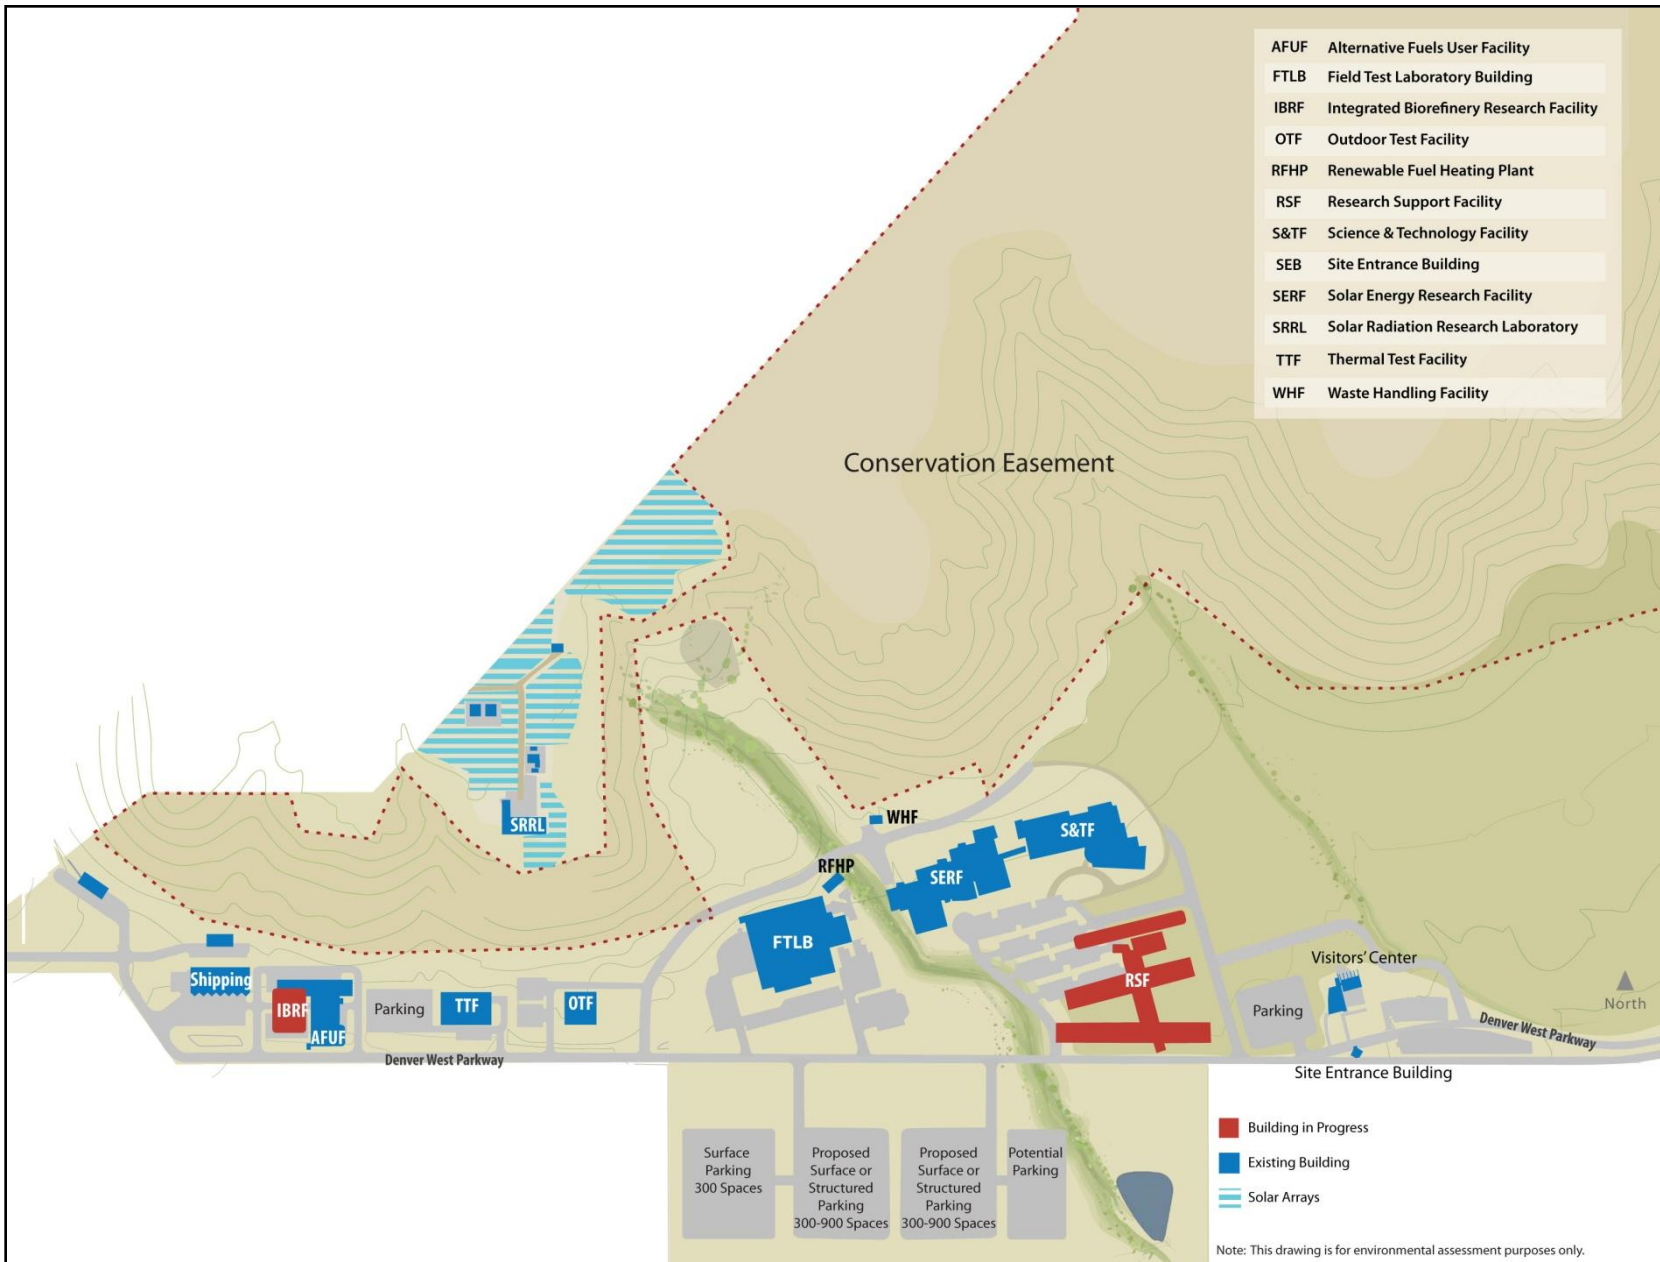 AFUF Alternative Fuels User Facility
FTLB Field Test Laboratory Building
IBRF Integrated Biorefinery Research Facility
OTF Outdoor Test Facility
RFHP Renewable Fuel Heating Plant
RSF Research Support Facility
S&TF Science & Technology Facility
SEB Site Entrance Building
SERF Solar Energy Research Facility
SRRL Solar Radiation Research Laboratory
TTF Thermal Test Facility
WHF Waste Handling Facility
Conservation Easement
SRRL
WHF
S&TF
RFHP
SERF
FTLB
Visitors' Center
Shipping
RSF
IBRF
AFUF
Parking
TTF
OTF
Parking
North
Denver West Parkway
Denver West Parkway
Site Entrance Building
Surface
Parking
300 Spaces
Proposed
Surface or
Structured
Parking
300-900 Spaces
Proposed
Surface or
Structured
Parking
300-900 Spaces
Potential
Parking
Building in Progress
Existing Building
Solar Arrays
Note: This drawing is for environmental assessment purposes only.